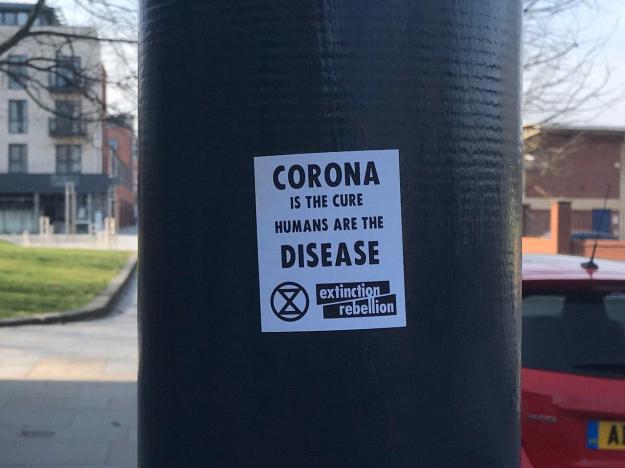 CORONA
IS THE CURE
HUMANS ARE THE
DISEASE
extinction
rebellion